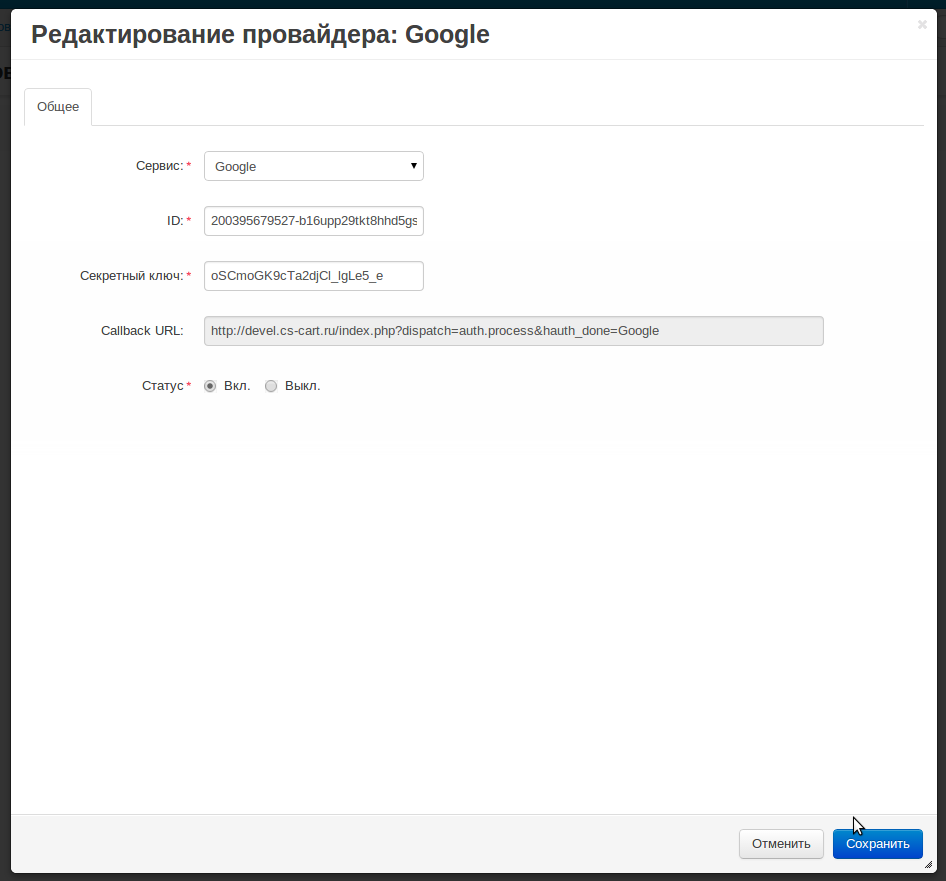 Редактирование провайдера: Google
Общее
Сервис:* Google
ID:* 200395679527-b16upp29tkt8hhd5gs
Секретный ключ:* oSCmoGK9cTa2djCl_lgLe5_e
Callback URL: http://devel.cs-cart.ru/index.php?dispatch=auth.process&hauth_done=Google
Статус* Вкл. Выкл.
Отменить Сохранить